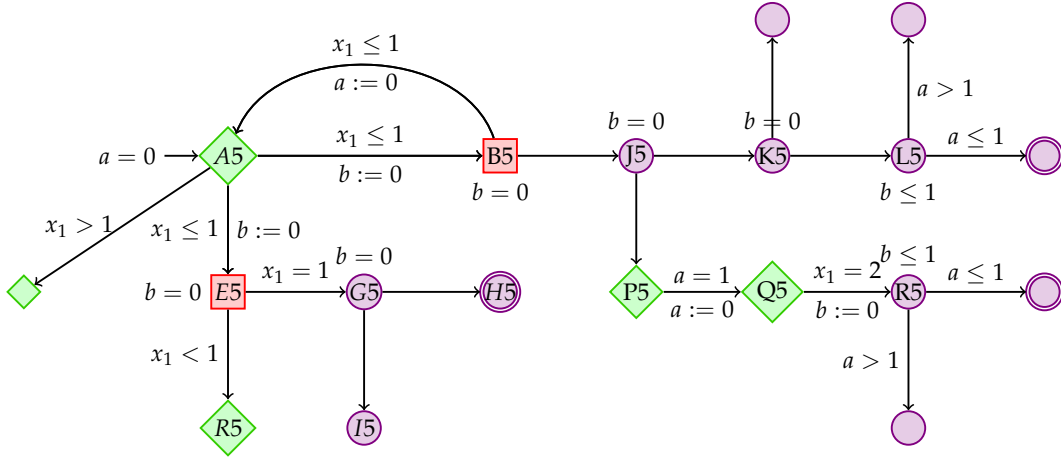 x₁ ≤ 1
a := 0
a > 1
b = 0
b = 0
a = 0
A5
x₁ ≤ 1
b := 0
B5
b = 0
J5
K5
L5
a ≤ 1
b ≤ 1
x₁ > 1
x₁ ≤ 1
b := 0
b = 0
E5
x₁ = 1
b = 0
G5
H5
P5
a = 1
a := 0
Q5
x₁ = 2
b := 0
b ≤ 1
R5
a ≤ 1
x₁ < 1
a > 1
R5
I5